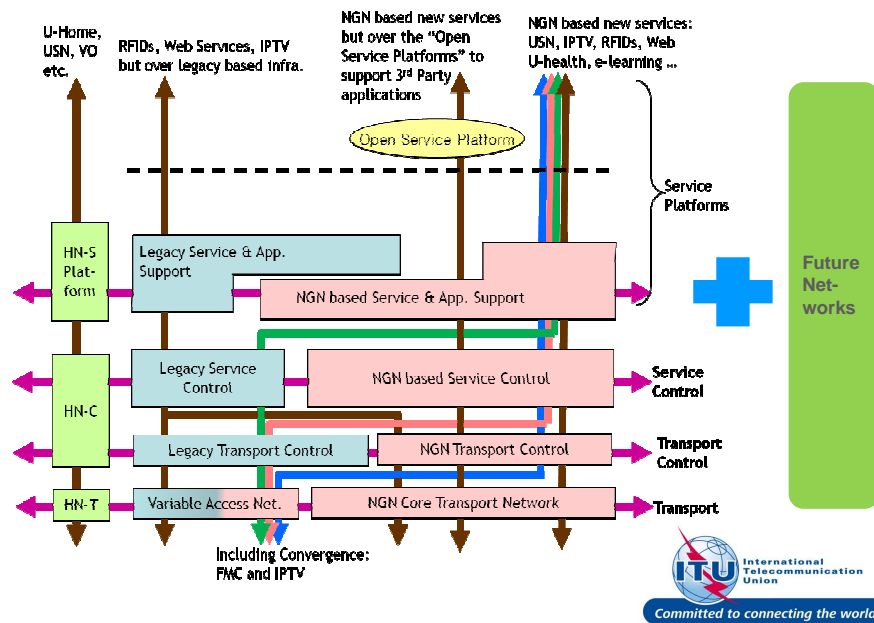 U-Home,
USN, VO
etc.
RFIDs, Web Services, IPTV
but over legacy based infra.
NGN based new services
but over the “Open
Service Platforms” to
support 3rd Party
applications
NGN based new services:
USN, IPTV, RFIDs, Web
U-health, e-learning ...
Open Service Platform
Service
Platforms
HN-S
Plat-
form
Legacy Service & App.
Support
NGN based Service & App. Support
Future
Net-
works
HN-C
Legacy Service
Control
NGN based Service Control
Service
Control
Legacy Transport Control
NGN Transport Control
Transport
Control
HN-T
Variable Access Net.
NGN Core Transport Network
Transport
Including Convergence:
FMC and IPTV
ITU
International
Telecommunication
Union
Committed to connecting the world